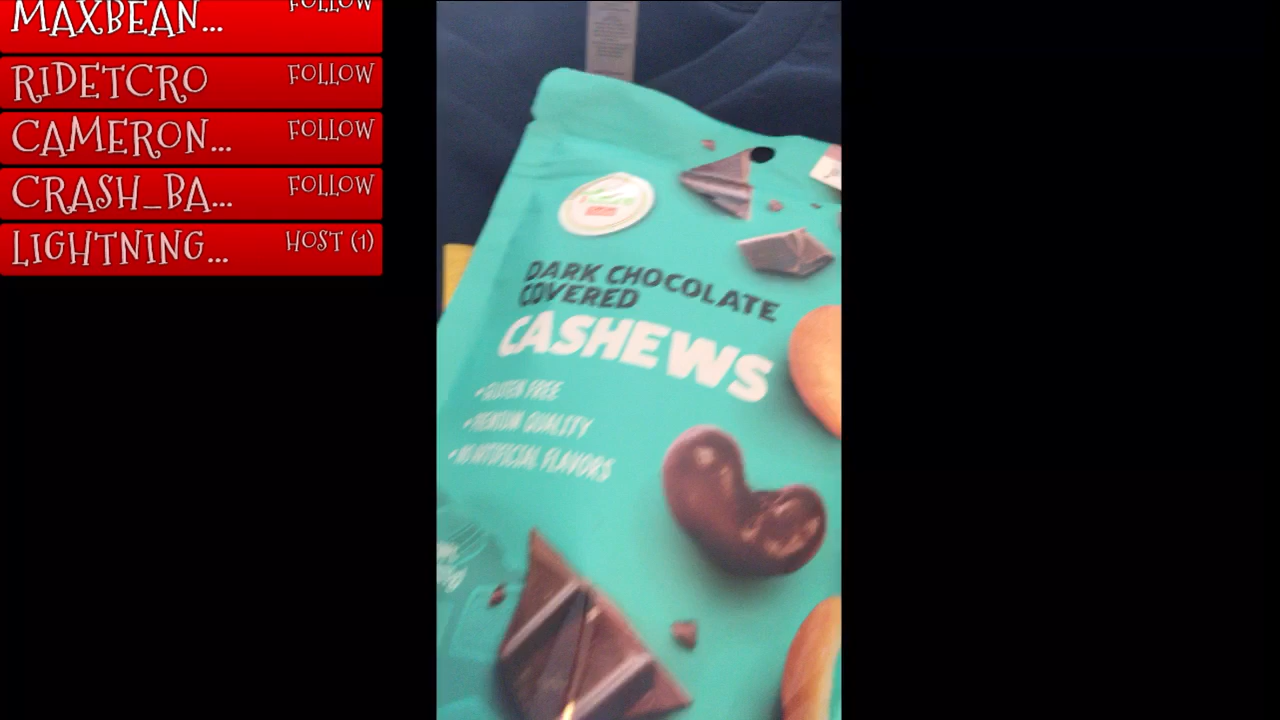 MAXBEAN... FOLLOW
RIDETCRO FOLLOW
CAMERON... FOLLOW
CRASH_BA... FOLLOW
LIGHTNING... HOST (1)
DARK CHOCOLATE
COVERED
CASHEWS
•GLUTEN FREE
•PREMIUM QUALITY
•NO ARTIFICIAL FLAVORS